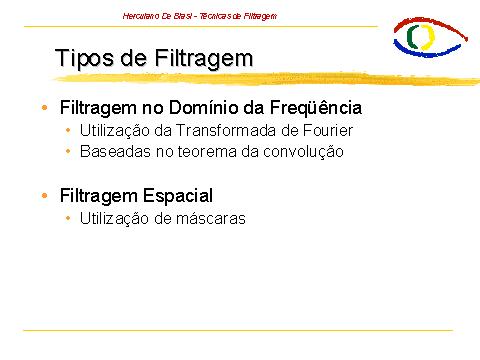 Herculano De Biasi - Técnicas de Filtragem
Tipos de Filtragem
• Filtragem no Domínio da Freqüência
• Utilização da Transformada de Fourier
• Baseadas no teorema da convolução
• Filtragem Espacial
• Utilização de máscaras